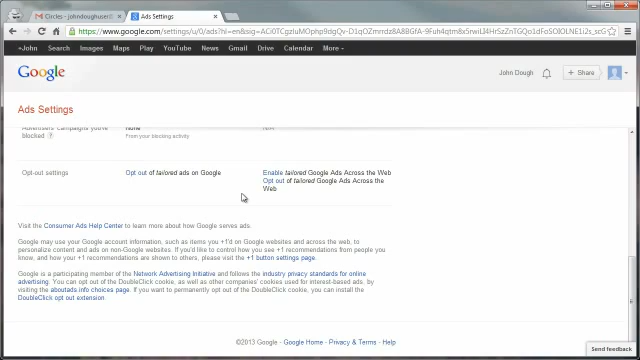 Circles - johndoughuserd
Ads Settings
https://www.google.com/settings/u/0/ads?hl=en&sig=
+John Search Images Maps Play YouTube News Gmail Drive Calendar More
Google
John Dough
+ Share
Ads Settings
Advertisers Campaigns you've
blocked [?]
None
From your blocking activity
N/A
Opt-out settings
Opt out of tailored ads on Google
Enable tailored Google Ads Across the Web
Opt out of tailored Google Ads Across the
Web
Visit the Consumer Ads Help Center to learn more about how Google serves ads.
Google may use your Google account information, such as items you +1'd on Google websites and across the web, to
personalize content and ads on non-Google websites. If you'd like to control how you see +1 recommendations from people you
know, and how your +1 recommendations are shown to others, please visit the +1 button settings page.
Google is a participating member of the Network Advertising Initiative and follows the industry privacy standards for online
advertising. You can opt out of the DoubleClick cookie, as well as other companies' cookies used for interest-based ads, by
visiting the aboutads.info choices page. If you want to permanently opt out of the DoubleClick cookie, you can install the
DoubleClick opt out extension.
©2013 Google - Google Home - Privacy & Terms - Help
Send feedback